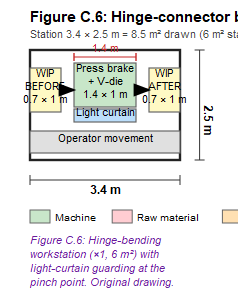 Figure C.6: Hinge-connector b
Station 3.4 × 2.5 m = 8.5 m² drawn (6 m² sta
1.4 m
WIP
BEFORE
0.7 × 1 m
Press brake
+ V-die
1.4 × 1 m
WIP
AFTER
0.7 × 1 m
Light curtain
Operator movement
2.5 m
3.4 m
Machine
Raw material
Figure C.6: Hinge-bending
workstation (×1, 6 m²) with
light-curtain guarding at the
pinch point. Original drawing.